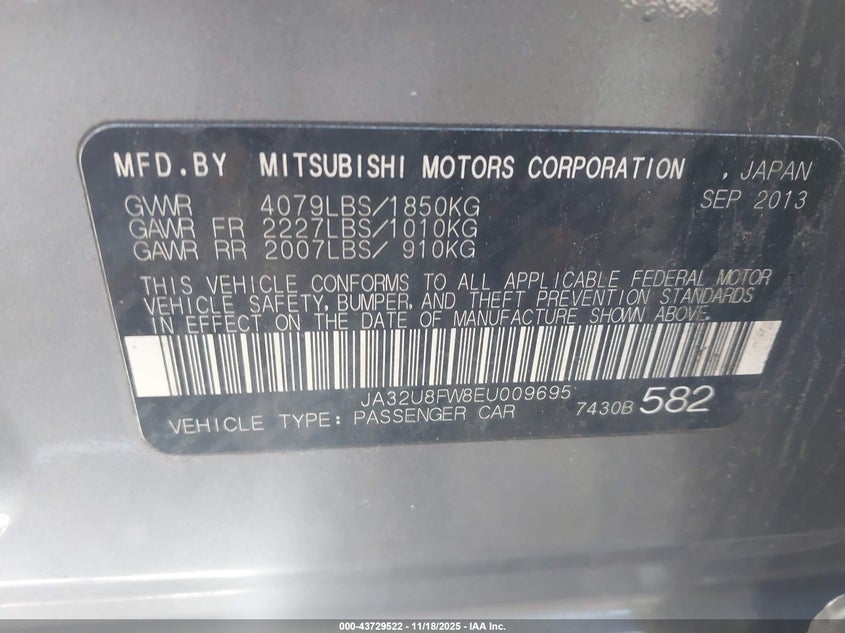 MFD.BY MITSUBISHI MOTORS CORPORATION , JAPAN
SEP 2013
GVWR 4079LBS/1850KG
GAWR FR 2227LBS/1010KG
GAWR RR 2007LBS/ 910KG
THIS VEHICLE CONFORMS TO ALL APPLICABLE FEDERAL MOTOR
VEHICLE SAFETY, BUMPER, AND THEFT PREVENTION STANDARDS
IN EFFECT ON THE DATE OF MANUFACTURE SHOWN ABOVE.
JA32U8FW8EU009695
VEHICLE TYPE: PASSENGER CAR 7430B 582
000-43729522 - 11/18/2025 - IAA Inc.